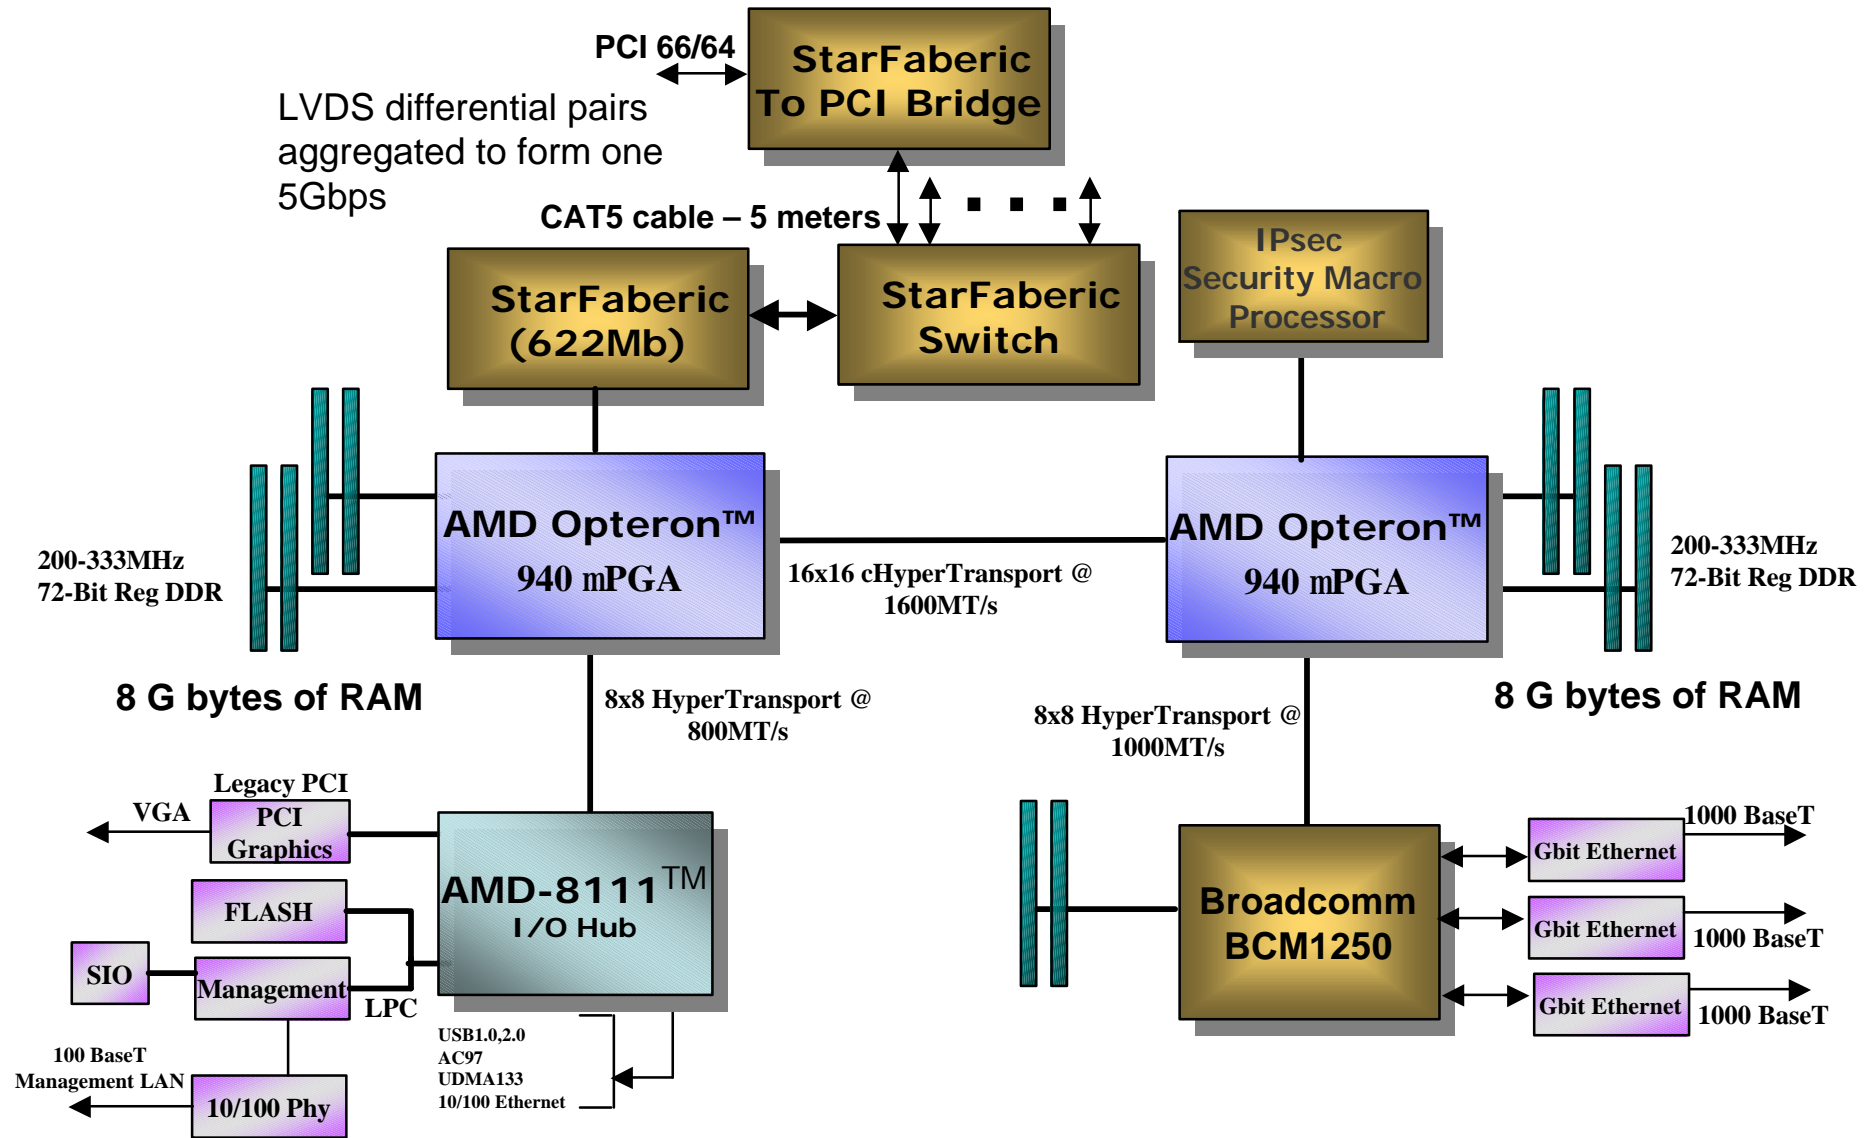 PCI 66/64
StarFaberic
To PCI Bridge
LVDS differential pairs
aggregated to form one
5Gbps
CAT5 cable – 5 meters
StarFaberic
(622Mb)
StarFaberic
Switch
IPsec
Security Macro
Processor
AMD Opteron™
940 mPGA
AMD Opteron™
940 mPGA
200-333MHz
72-Bit Reg DDR
16x16 cHyperTransport @
1600MT/s
200-333MHz
72-Bit Reg DDR
8 G bytes of RAM
8x8 HyperTransport @
800MT/s
8x8 HyperTransport @
1000MT/s
8 G bytes of RAM
Legacy PCI
VGA
PCI
Graphics
FLASH
SIO
Management
LPC
AMD-8111™
I/O Hub
100 BaseT
Management LAN
10/100 Phy
USB1.0,2.0
AC97
UDMA133
10/100 Ethernet
Broadcomm
BCM1250
Gbit Ethernet
1000 BaseT
Gbit Ethernet
1000 BaseT
Gbit Ethernet
1000 BaseT